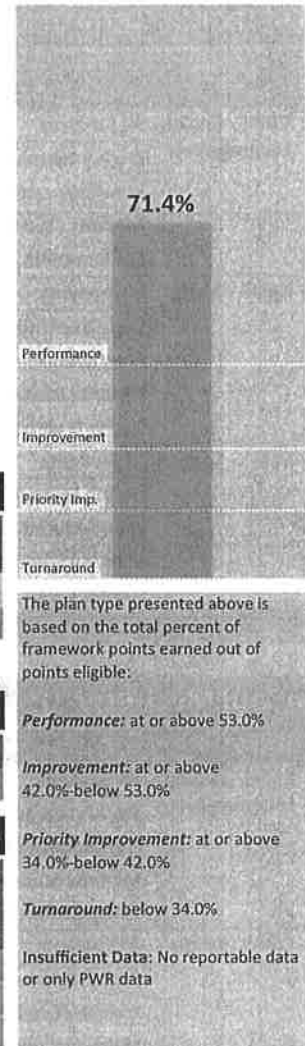 71.4%
Performance
Improvement
Priority Imp.
Turnaround
The plan type presented above is
based on the total percent of
framework points earned out of
points eligible:
Performance: at or above 53.0%
Improvement: at or above
42.0%-below 53.0%
Priority Improvement: at or above
34.0%-below 42.0%
Turnaround: below 34.0%
Insufficient Data: No reportable data
or only PWR data